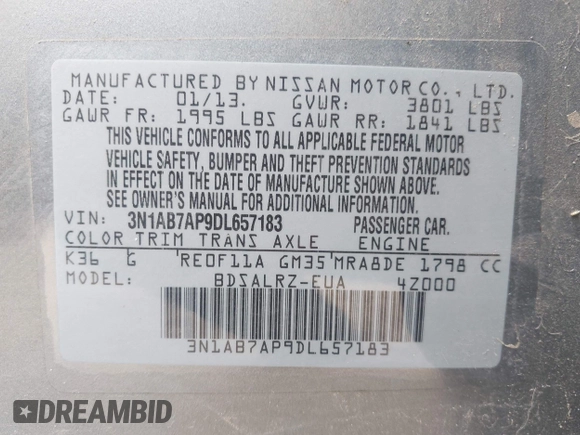 MANUFACTURED BY NISSAN MOTOR CO., LTD.
DATE: 01/13. GVWR: 3801 LBS
GAWR FR: 1995 LBS GAWR RR: 1841 LBS
THIS VEHICLE CONFORMS TO ALL APPLICABLE FEDERAL MOTOR
VEHICLE SAFETY, BUMPER AND THEFT PREVENTION STANDARDS
IN EFFECT ON THE DATE OF MANUFACTURE SHOWN ABOVE.
SEE OWNER'S MANUAL FOR ADDITIONAL INFORMATION.
VIN: 3N1AB7AP9DL657183 PASSENGER CAR.
COLOR TRIM TRANS AXLE ENGINE
K36 G RE0F11A GM35 MRA8DE 1798 CC
MODEL: BDSALRZ-EUA 4Z000
3N1AB7AP9DL657183
DREAMBID